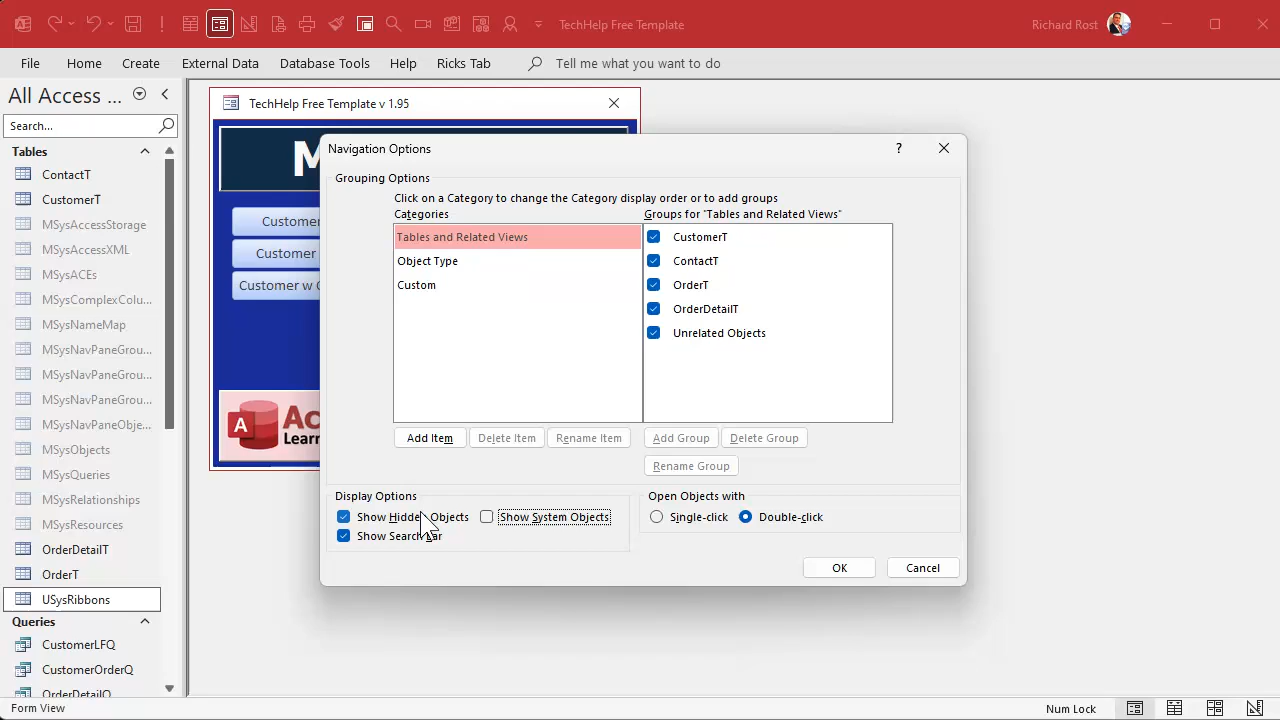 TechHelp Free Template
Richard Rost
File Home Create External Data Database Tools Help Ricks Tab Tell me what you want to do
All Access ...
Search...
Tables
ContactT
CustomerT
MSysAccessStorage
MSysAccessXML
MSysACEs
MSysComplexColu...
MSysNameMap
MSysNavPaneGrou...
MSysNavPaneGrou...
MSysNavPaneGrou...
MSysNavPaneObje...
MSysObjects
MSysQueries
MSysRelationships
MSysResources
OrderDetailT
OrderT
USysRibbons
Queries
CustomerLFQ
CustomerOrderQ
OrderDetailQ
TechHelp Free Template v 1.95
M
Customer
Customer
Customer w
A
Learn
Navigation Options
?
Grouping Options
Click on a Category to change the Category display order or to add groups
Categories
Tables and Related Views
Object Type
Custom
Groups for "Tables and Related Views"
CustomerT
ContactT
OrderT
OrderDetailT
Unrelated Objects
Add Item Delete Item Rename Item
Add Group Delete Group
Rename Group
Display Options
Show Hidden Objects Show System Objects
Show Search Bar
Open Objects with
Single-click Double-click
OK Cancel
Form View
Num Lock